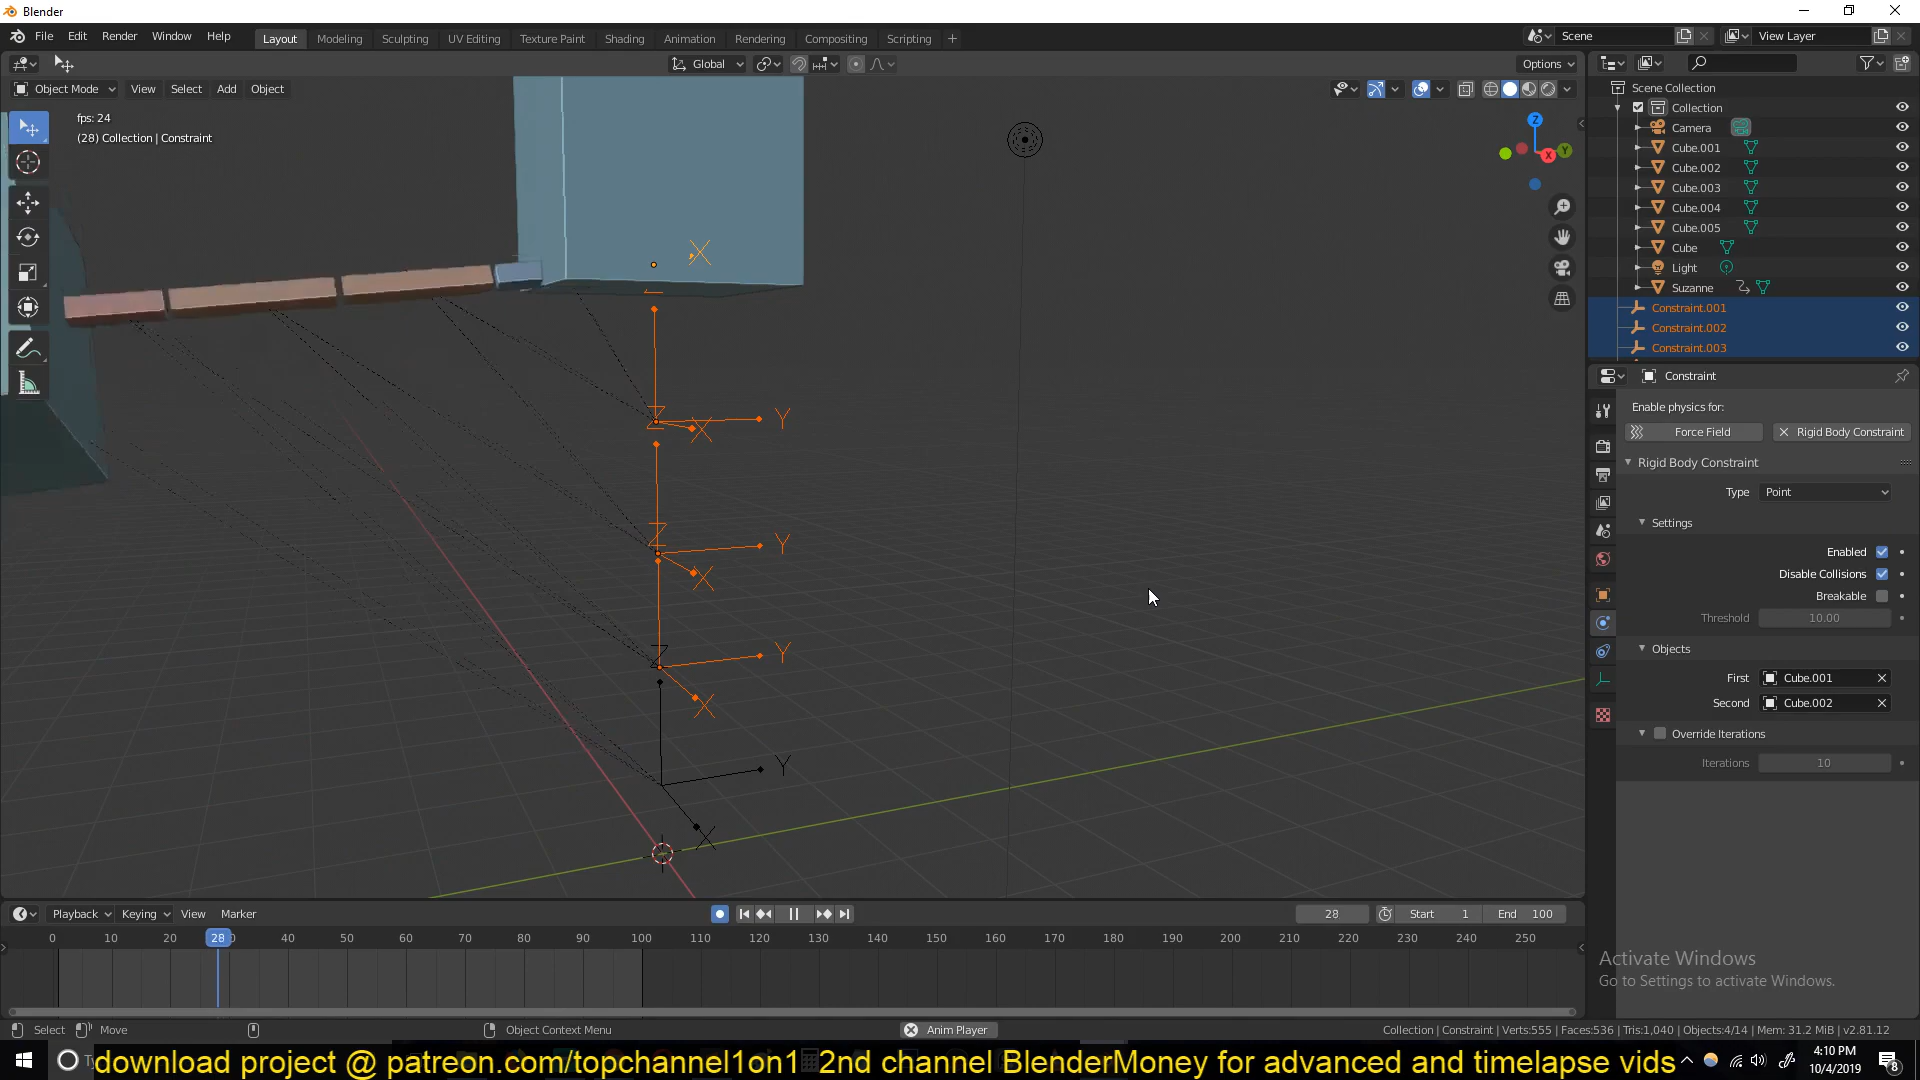 Blender
File Edit Render Window Help
Layout Modeling Sculpting UV Editing Texture Paint Shading Animation Rendering Compositing Scripting +
Scene
View Layer
Global
Options
Object Mode View Select Add Object
fps: 24
(28) Collection | Constraint
Z
X
Y
X
Z
X
Y
Z
Y
X
Z
Y
X
Y
X
Scene Collection
Collection
Camera
Cube.001
Cube.002
Cube.003
Cube.004
Cube.005
Cube
Light
Suzanne
Constraint.001
Constraint.002
Constraint.003
Constraint
Enable physics for:
Force Field
Rigid Body Constraint
Rigid Body Constraint
Type Point
Settings
Enabled
Disable Collisions
Breakable
Threshold 10.00
Objects
First Cube.001
Second Cube.002
Override Iterations
Iterations 10
Playback Keying View Marker
28 Start 1 End 100
0 10 20 28 40 50 60 70 80 90 100 110 120 130 140 150 160 170 180 190 200 210 220 230 240 250
Activate Windows
Go to Settings to activate Windows.
Select Move Object Context Menu Anim Player
Collection | Constraint | Verts:555 | Faces:536 | Tris:1,040 | Objects:4/14 | Mem: 31.2 MiB | v2.81.12
download project @ patreon.com/topchannel1on1 2nd channel BlenderMoney for advanced and timelapse vids
4:10 PM
10/4/2019
8